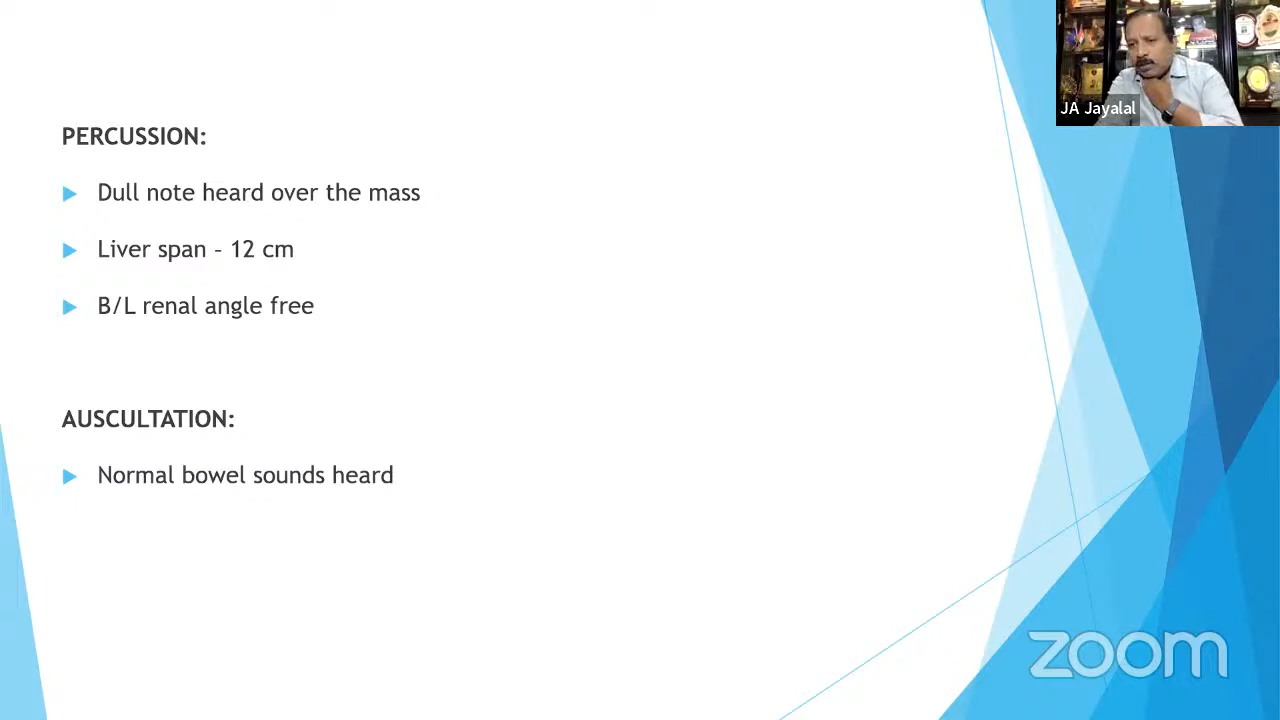 JA Jayalal
PERCUSSION:
Dull note heard over the mass
Liver span – 12 cm
B/L renal angle free
AUSCULTATION:
Normal bowel sounds heard
zoom